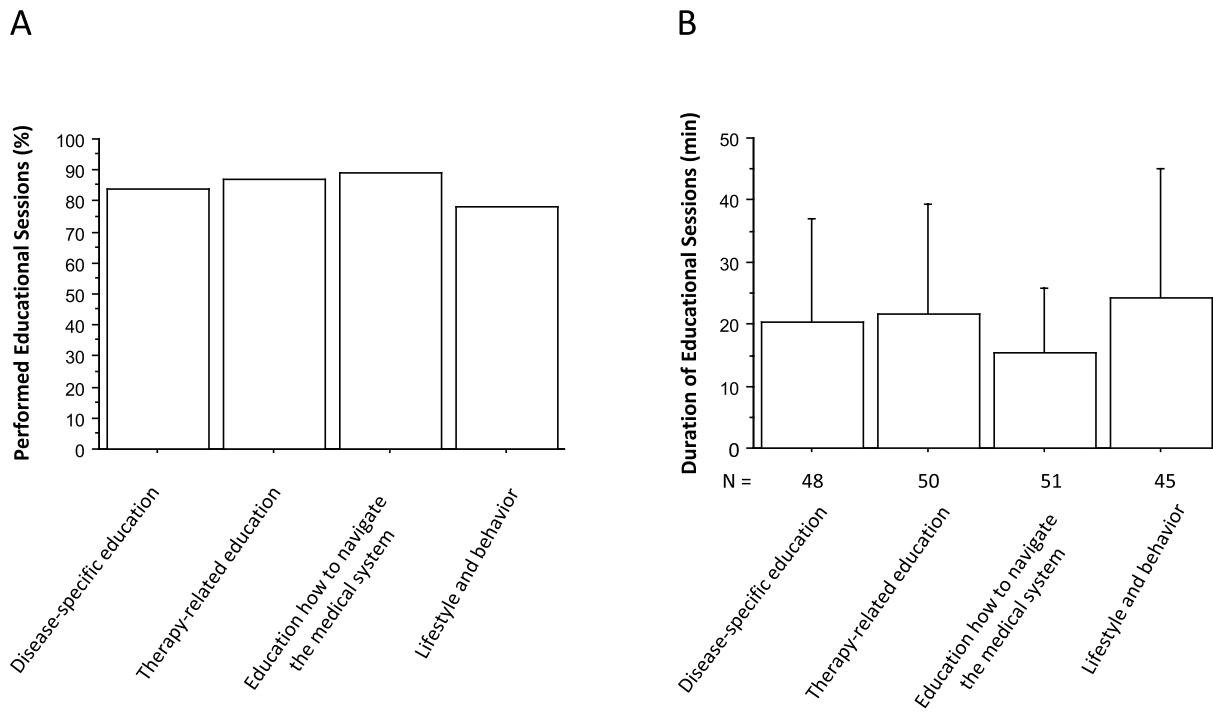 A
Performed Educational Sessions (%)
100
90
80
70
60
50
40
30
20
10
0
Disease-specific education
Therapy-related education
Education how to navigate
the medical system
Lifestyle and behavior
B
Duration of Educational Sessions (min)
50
40
30
20
10
0
N = 48 50 51 45
Disease-specific education
Therapy-related education
Education how to navigate
the medical system
Lifestyle and behavior